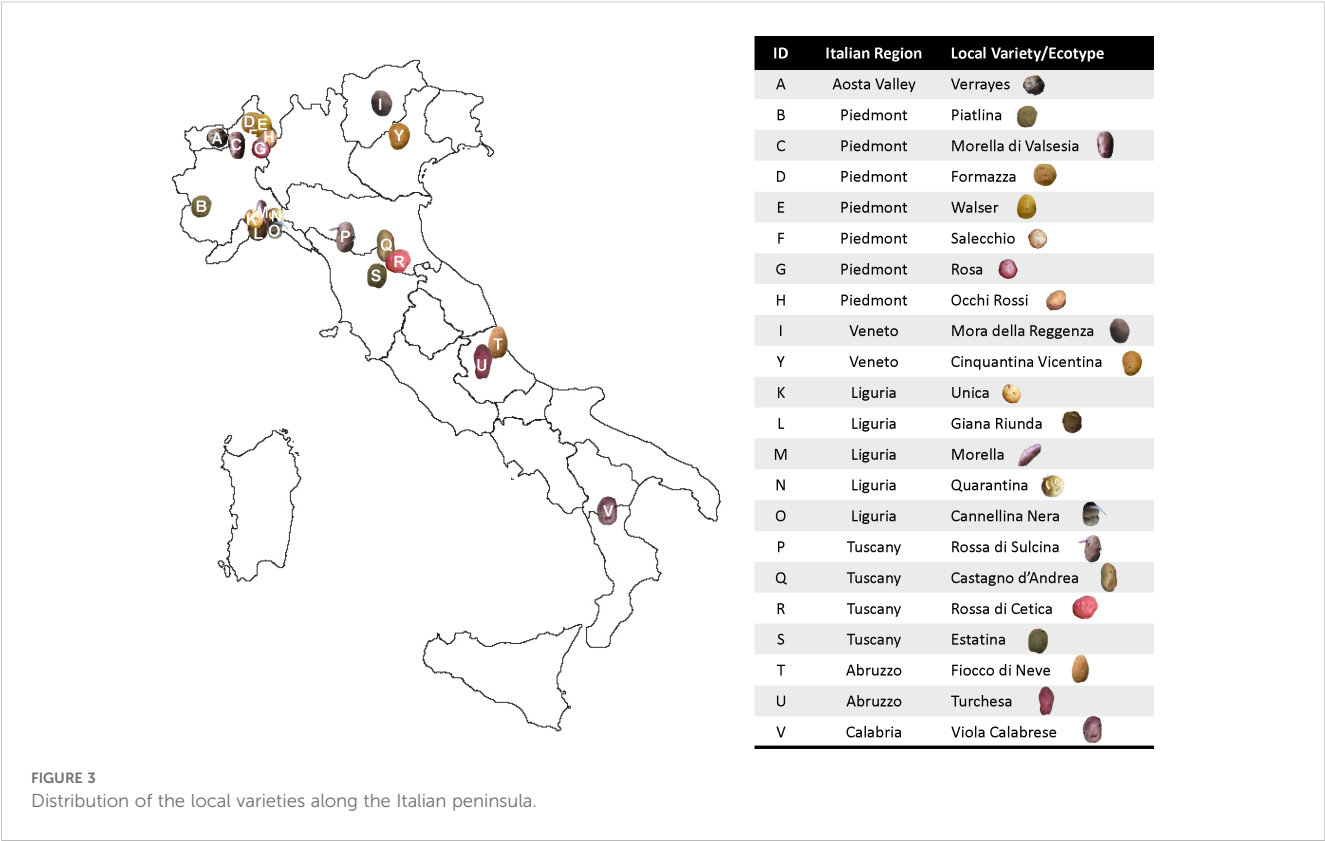 D E
A F H
C G
I
Y
B
K M N
L O
P Q
R
S
T
U
V
ID Italian Region Local Variety/Ecotype
A Aosta Valley Verrayes
B Piedmont Piatlina
C Piedmont Morella di Valsesia
D Piedmont Formazza
E Piedmont Walser
F Piedmont Salecchio
G Piedmont Rosa
H Piedmont Occhi Rossi
I Veneto Mora della Reggenza
Y Veneto Cinquantina Vicentina
K Liguria Unica
L Liguria Giana Riunda
M Liguria Morella
N Liguria Quarantina
O Liguria Cannellina Nera
P Tuscany Rossa di Sulcina
Q Tuscany Castagno d’Andrea
R Tuscany Rossa di Cetica
S Tuscany Estatina
T Abruzzo Fiocco di Neve
U Abruzzo Turchesa
V Calabria Viola Calabrese
FIGURE 3
Distribution of the local varieties along the Italian peninsula.